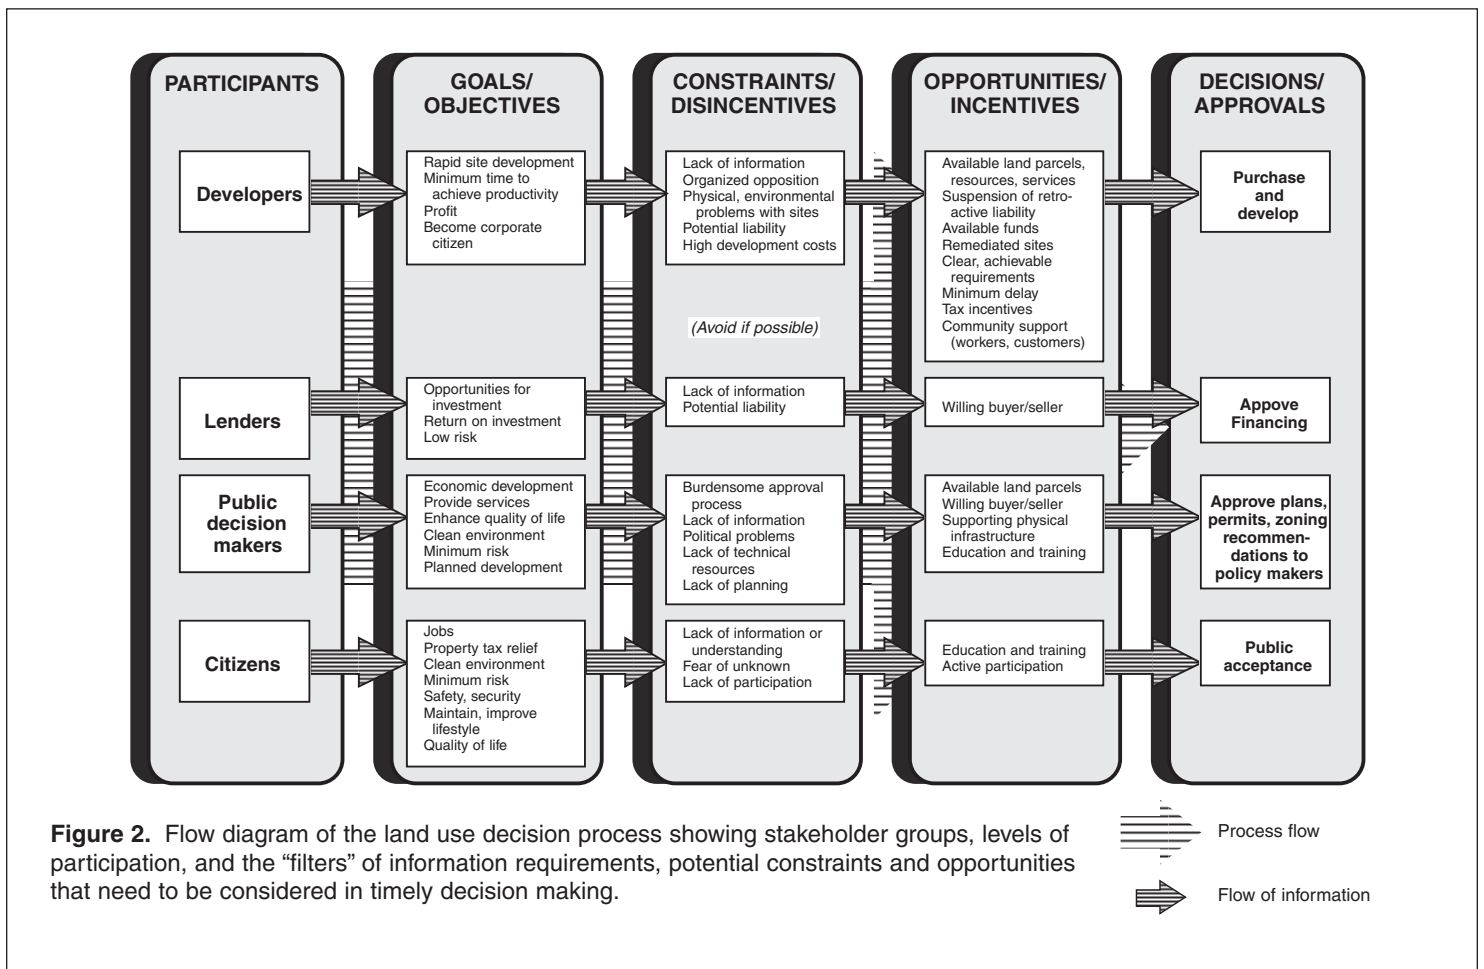 PARTICIPANTS
GOALS/
OBJECTIVES
CONSTRAINTS/
DISINCENTIVES
OPPORTUNITIES/
INCENTIVES
DECISIONS/
APPROVALS
Developers
Rapid site development
Minimum time to
achieve productivity
Profit
Become corporate
citizen
Lack of information
Organized opposition
Physical, environmental
problems with sites
Potential liability
High development costs
Available land parcels,
resources, services
Suspension of retro-
active liability
Available funds
Remediated sites
Clear, achievable
requirements
Minimum delay
Tax incentives
Community support
(workers, customers)
Purchase
and
develop
(Avoid if possible)
Lenders
Opportunities for
investment
Return on investment
Low risk
Lack of information
Potential liability
Willing buyer/seller
Appove
Financing
Public
decision
makers
Economic development
Provide services
Enhance quality of life
Clean environment
Minimum risk
Planned development
Burdensome approval
process
Lack of information
Political problems
Lack of technical
resources
Lack of planning
Available land parcels
Willing buyer/seller
Supporting physical
infrastructure
Education and training
Approve plans,
permits, zoning
recommen-
dations to
policy makers
Citizens
Jobs
Property tax relief
Clean environment
Minimum risk
Safety, security
Maintain, improve
lifestyle
Quality of life
Lack of information or
understanding
Fear of unknown
Lack of participation
Education and training
Active participation
Public
acceptance
Figure 2. Flow diagram of the land use decision process showing stakeholder groups, levels of
participation, and the “filters” of information requirements, potential constraints and opportunities
that need to be considered in timely decision making.
Process flow
Flow of information